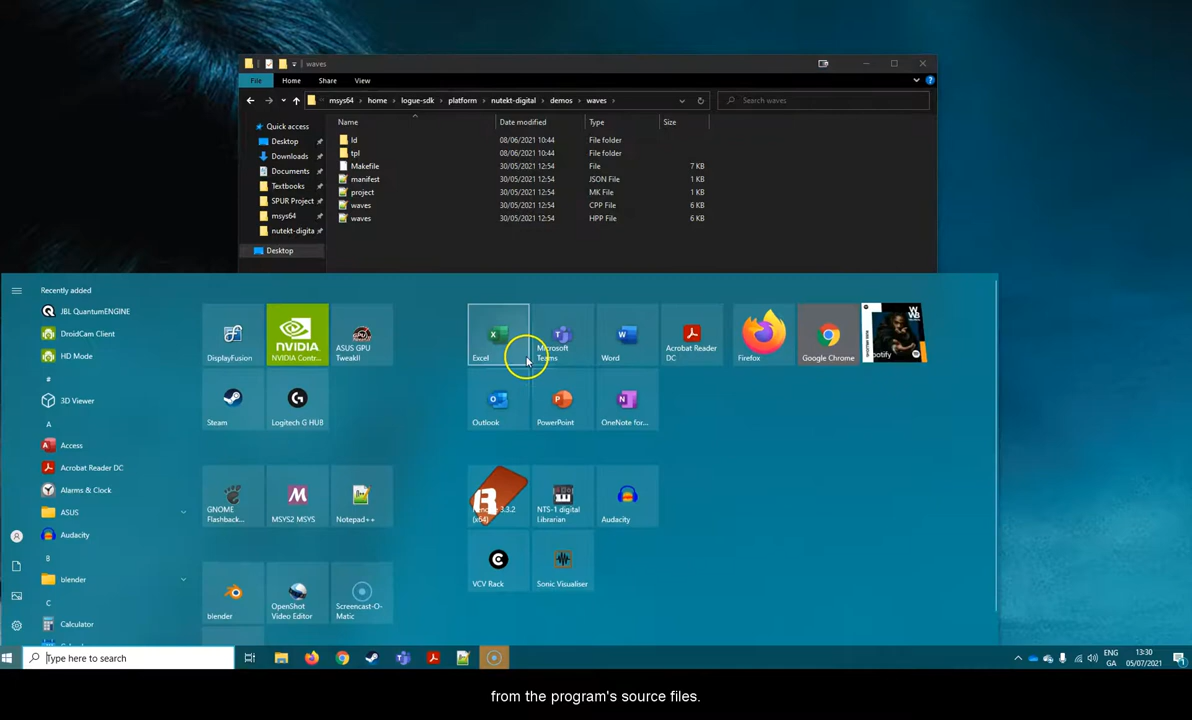 waves
File Home Share View
msys64 > home > logue-sdk > platform > nutekt-digital > demos > waves >
Search waves
Name Date modified Type Size
Quick access
Desktop
Downloads
Documents
Textbooks
SPUR Project
msys64
nutekt-digita
Desktop
ld 08/06/2021 10:44 File folder
tpl 08/06/2021 10:44 File folder
Makefile 30/05/2021 12:54 File 7 KB
manifest 30/05/2021 12:54 JSON File 1 KB
project 30/05/2021 12:54 MK File 1 KB
waves 30/05/2021 12:54 CPP File 6 KB
waves 30/05/2021 12:54 HPP File 6 KB
Recently added
JBL QuantumENGINE
DroidCam Client
HD Mode
#
3D Viewer
A
Access
Acrobat Reader DC
Alarms & Clock
ASUS
Audacity
B
blender
C
Calculator
DisplayFusion
NVIDIA Contr...
ASUS GPU
TweakII
Steam
Logitech G HUB
GNOME
Flashback...
MSYS2 MSYS
Notepad++
blender
OpenShot
Video Editor
Screencast-O-
Matic
Excel
Microsoft
Teams
Word
Acrobat Reader
DC
Outlook
PowerPoint
OneNote for...
3.3.2
(x64)
NTS-1 digital
Librarian
Audacity
VCV Rack
Sonic Visualiser
Firefox
Google Chrome
potify
Type here to search
ENG
GA
13:30
05/07/2021
from the program's source files.